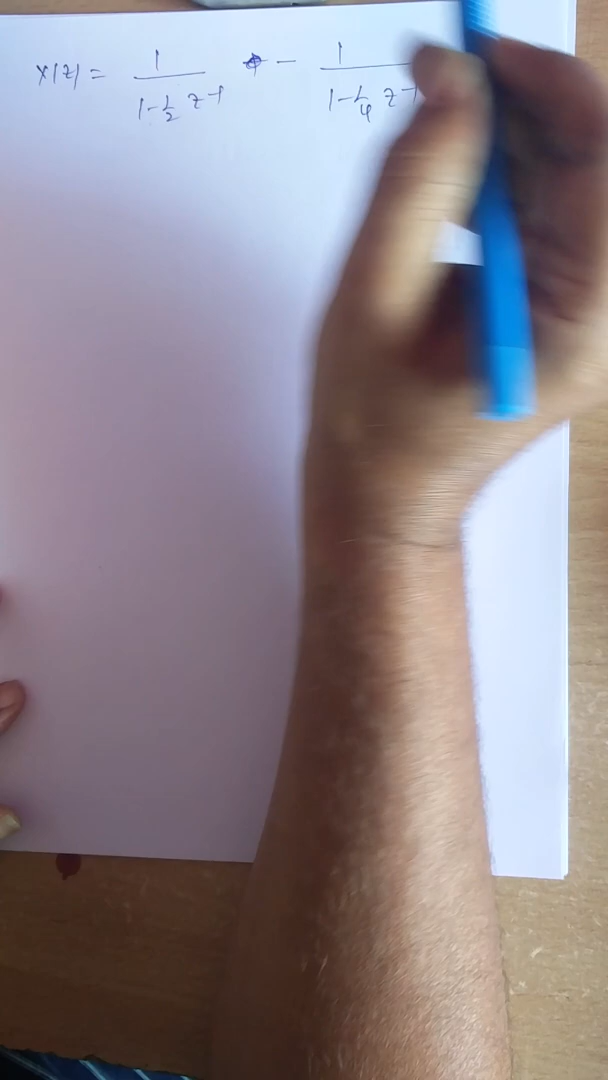 X(z) = 1/(1-1/2 z^-1) - 1/(1-1/4 z^-1)